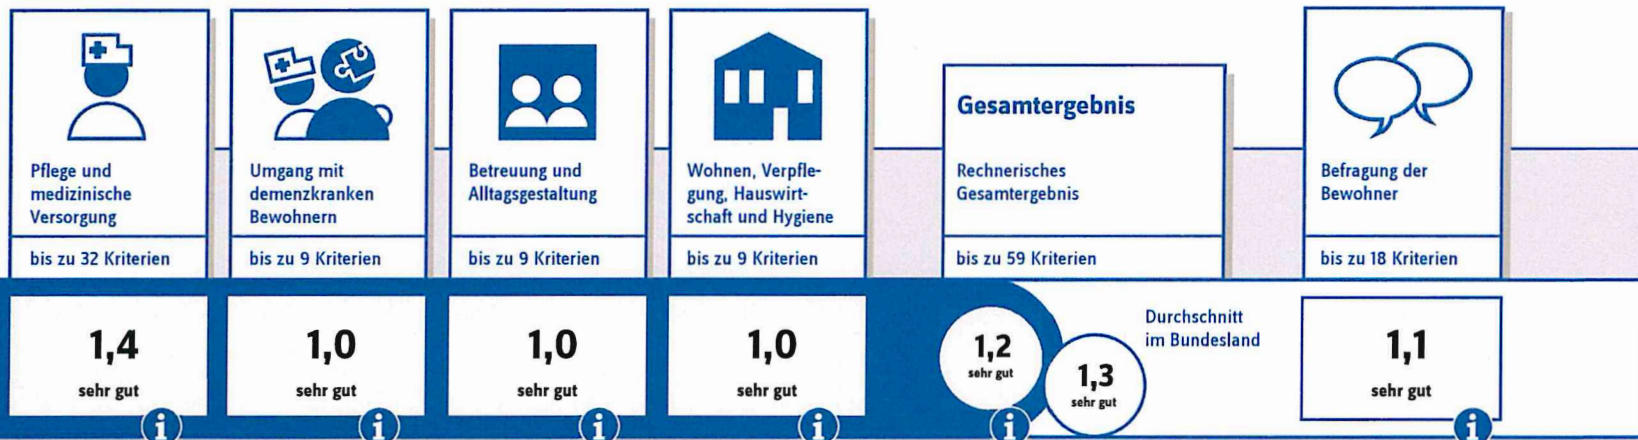 Pflege und
medizinische
Versorgung
bis zu 32 Kriterien
1,4
sehr gut
i
Umgang mit
demenzkranken
Bewohnern
bis zu 9 Kriterien
1,0
sehr gut
i
Betreuung und
Alltagsgestaltung
bis zu 9 Kriterien
1,0
sehr gut
i
Wohnen, Verpfle-
gung, Hauswirt-
schaft und Hygiene
bis zu 9 Kriterien
1,0
sehr gut
i
Gesamtergebnis
Rechnerisches
Gesamtergebnis
bis zu 59 Kriterien
1,2
sehr gut
i
1,3
sehr gut
Durchschnitt
im Bundesland
Befragung der
Bewohner
bis zu 18 Kriterien
1,1
sehr gut
i